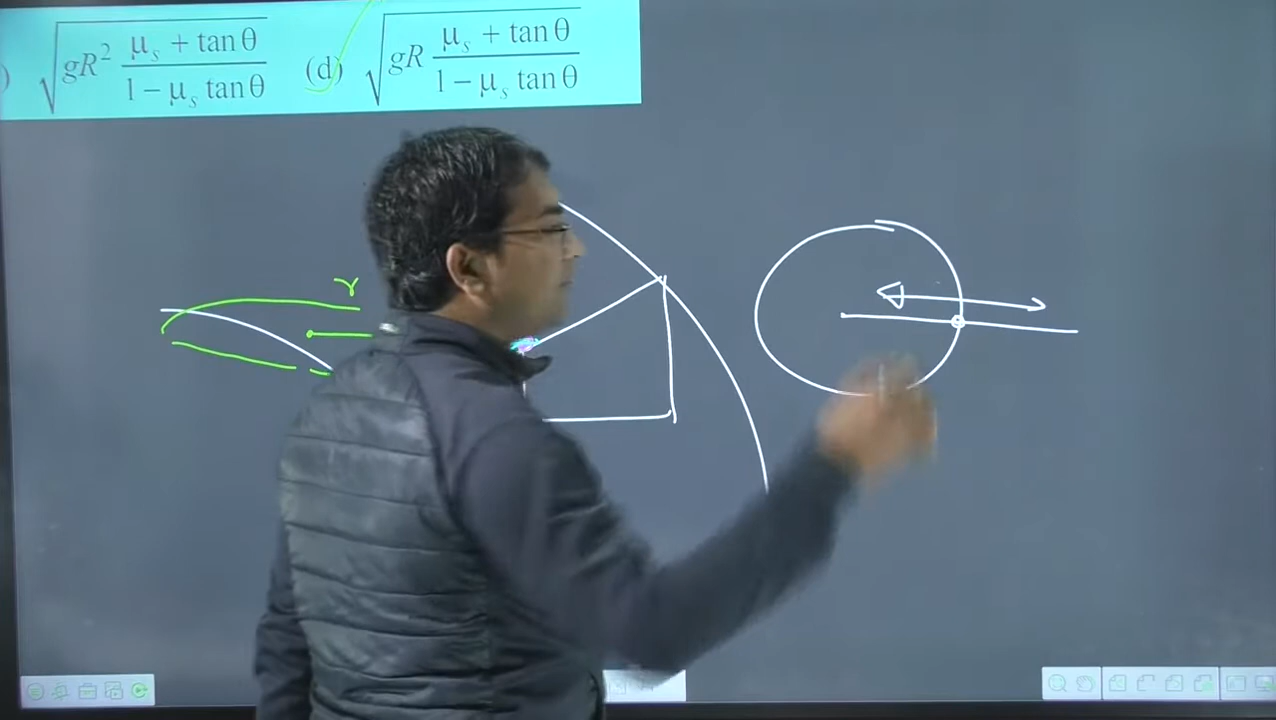 ) $\sqrt{gR^2 \frac{\mu_s + \tan\theta}{1 - \mu_s \tan\theta}}$ (d) $\sqrt{gR \frac{\mu_s + \tan\theta}{1 - \mu_s \tan\theta}}$
r